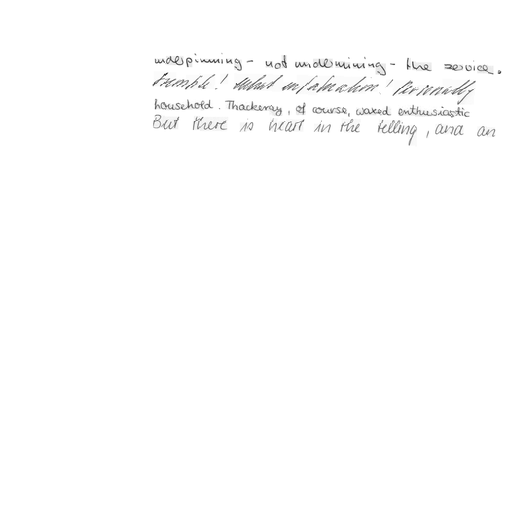 underpinning - not undermining - the service.
! What infatuation! Personally
household. Thackeray, of course, waxed enthusiastic
But there is heart in the telling, and an